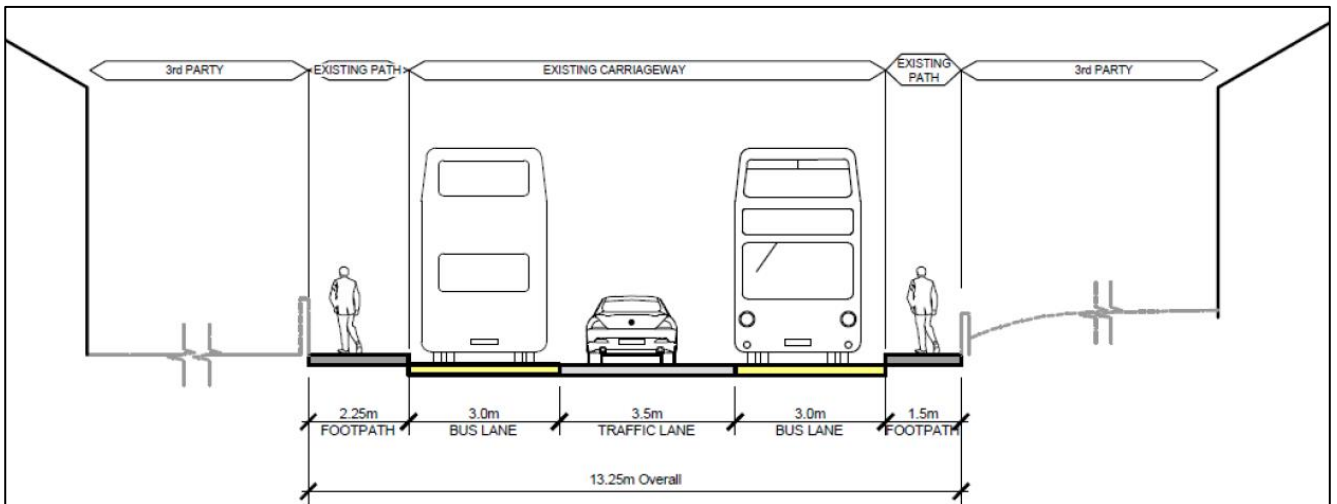 3rd PARTY
EXISTING PATH
EXISTING CARRIAGEWAY
EXISTING
PATH
3rd PARTY
2.25m
FOOTPATH
3.0m
BUS LANE
3.5m
TRAFFIC LANE
3.0m
BUS LANE
1.5m
FOOTPATH
13.25m Overall